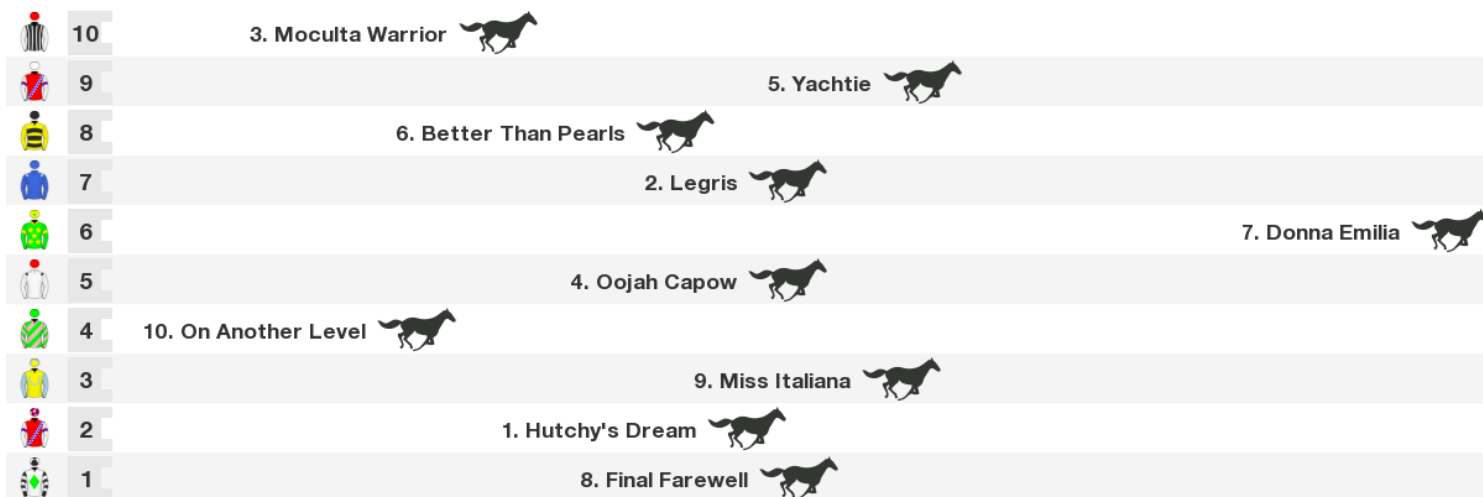 10 3. Moculta Warrior
9 5. Yachtie
8 6. Better Than Pearls
7 2. Legris
6 7. Donna Emilia
5 4. Oojah Capow
4 10. On Another Level
3 9. Miss Italiana
2 1. Hutchy's Dream
1 8. Final Farewell